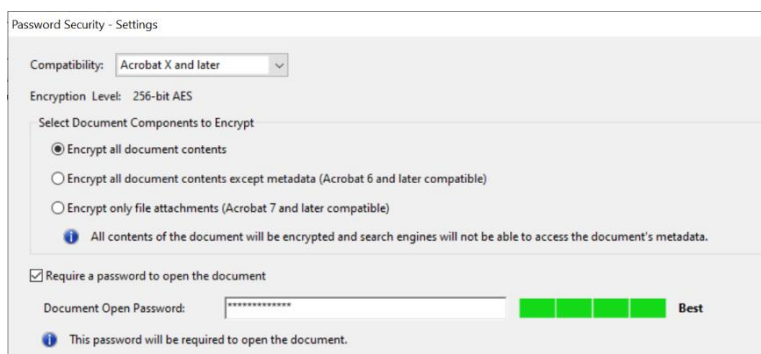 Password Security - Settings
Compatibility: Acrobat X and later
Encryption Level: 256-bit AES
Select Document Components to Encrypt
Encrypt all document contents
Encrypt all document contents except metadata (Acrobat 6 and later compatible)
Encrypt only file attachments (Acrobat 7 and later compatible)
All contents of the document will be encrypted and search engines will not be able to access the document's metadata.
Require a password to open the document
Document Open Password: ************* Best
This password will be required to open the document.